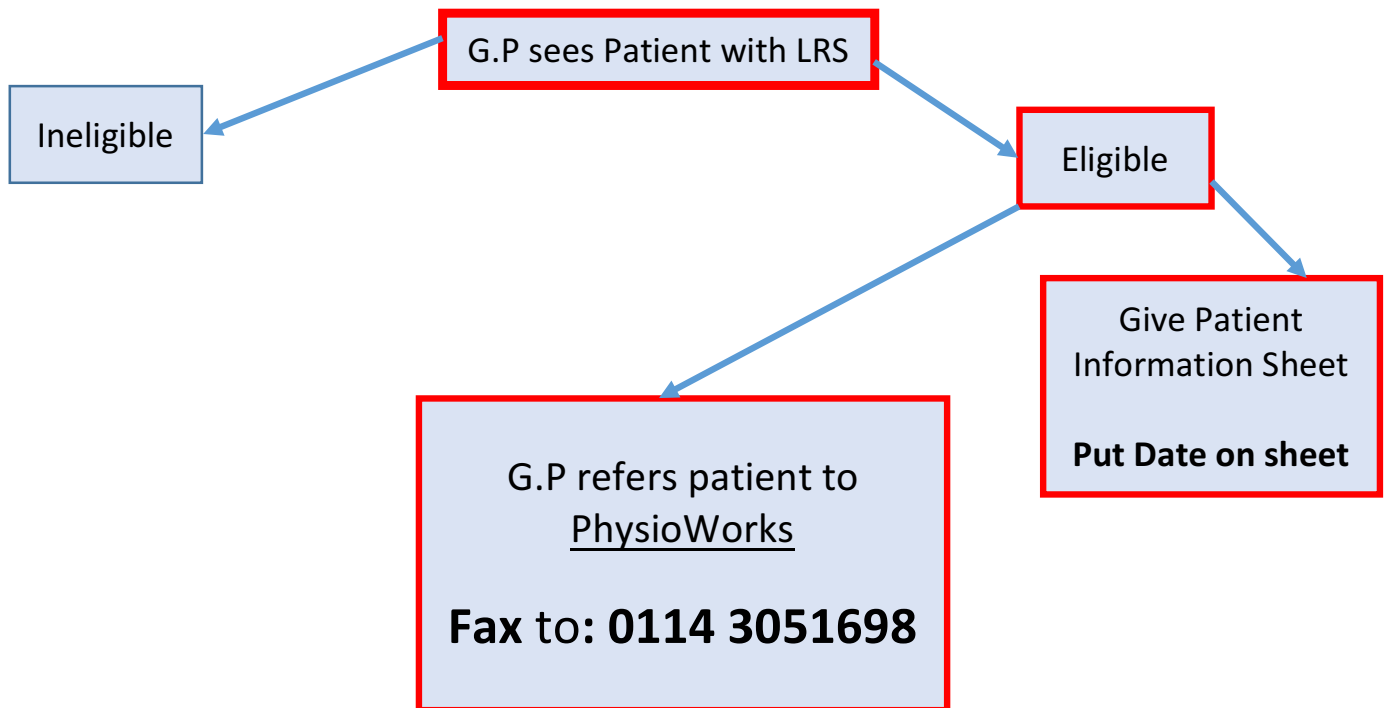 G.P sees Patient with LRS
Ineligible
Eligible
Give Patient
Information Sheet
Put Date on sheet
G.P refers patient to
PhysioWorks
Fax to: 0114 3051698